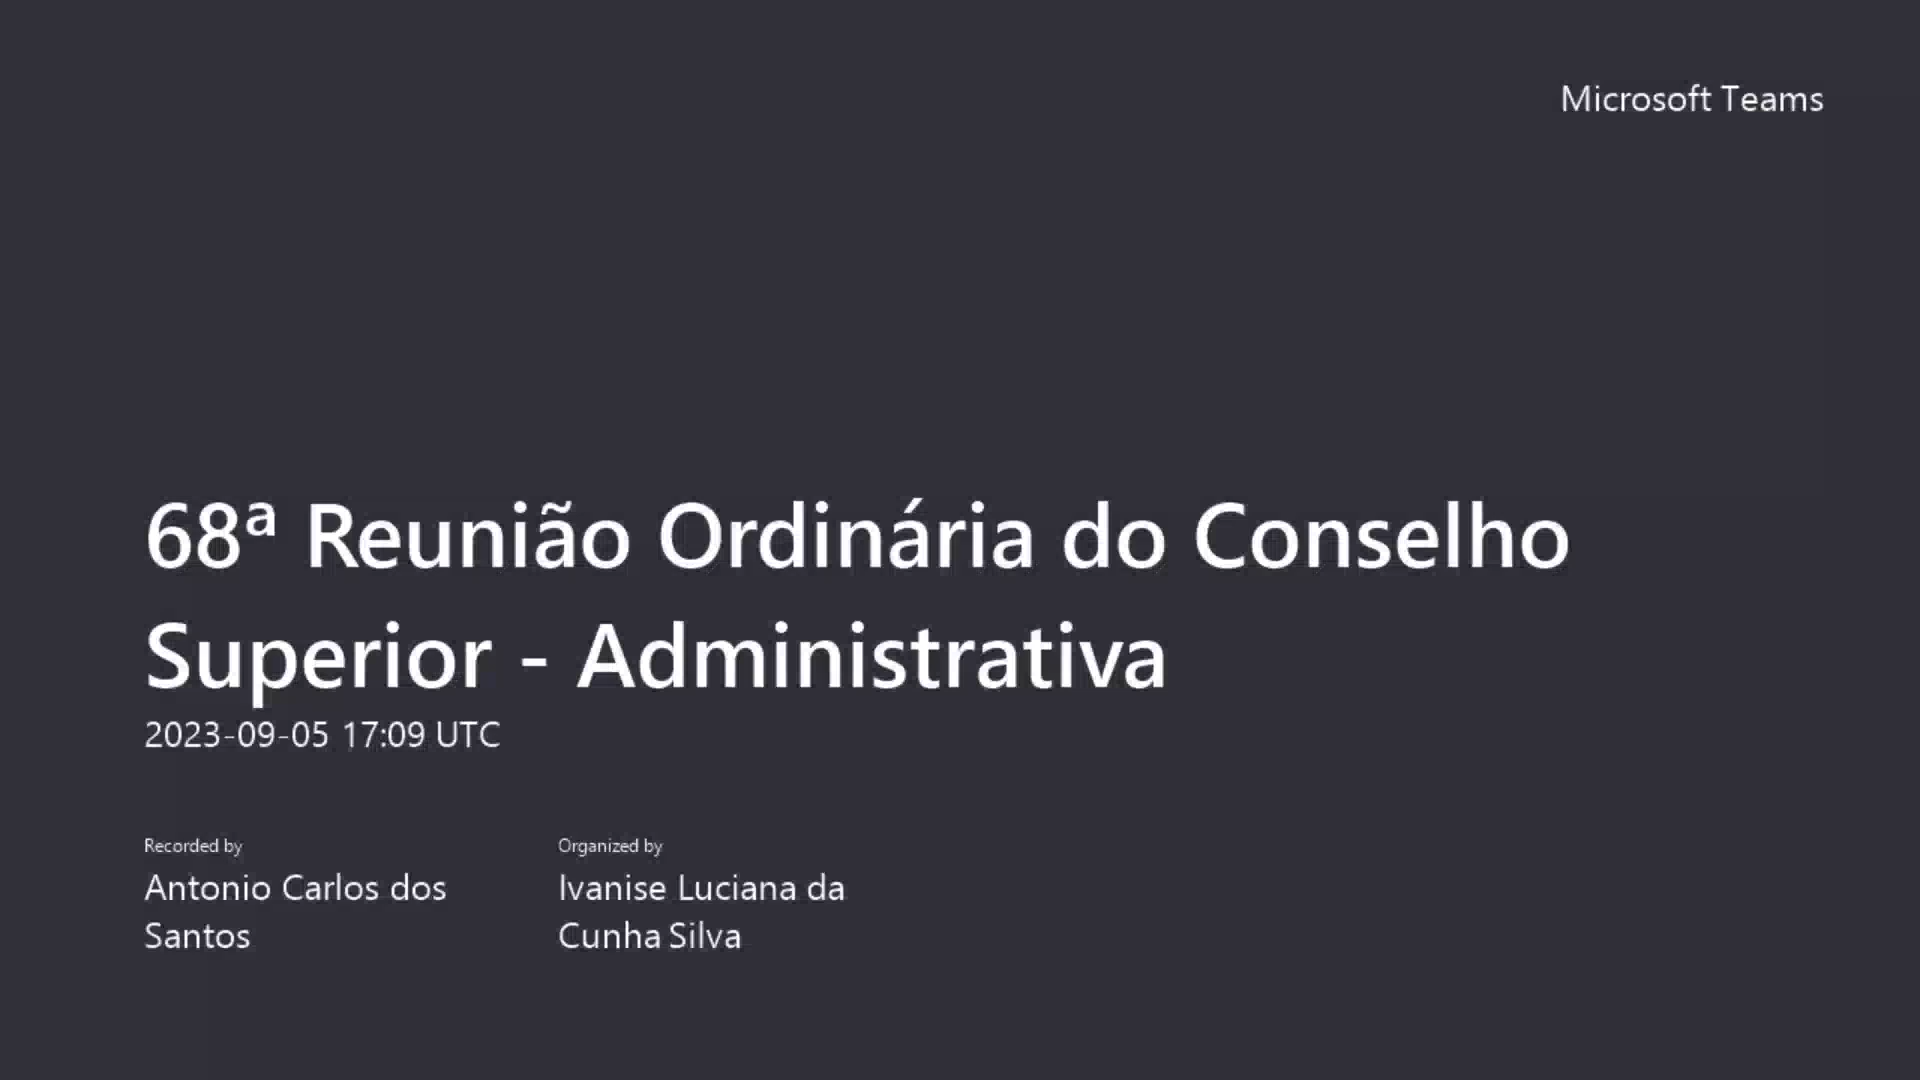 Microsoft Teams
68ª Reunião Ordinária do Conselho
Superior - Administrativa
2023-09-05 17:09 UTC
Recorded by
Antonio Carlos dos
Santos
Organized by
Ivanise Luciana da
Cunha Silva